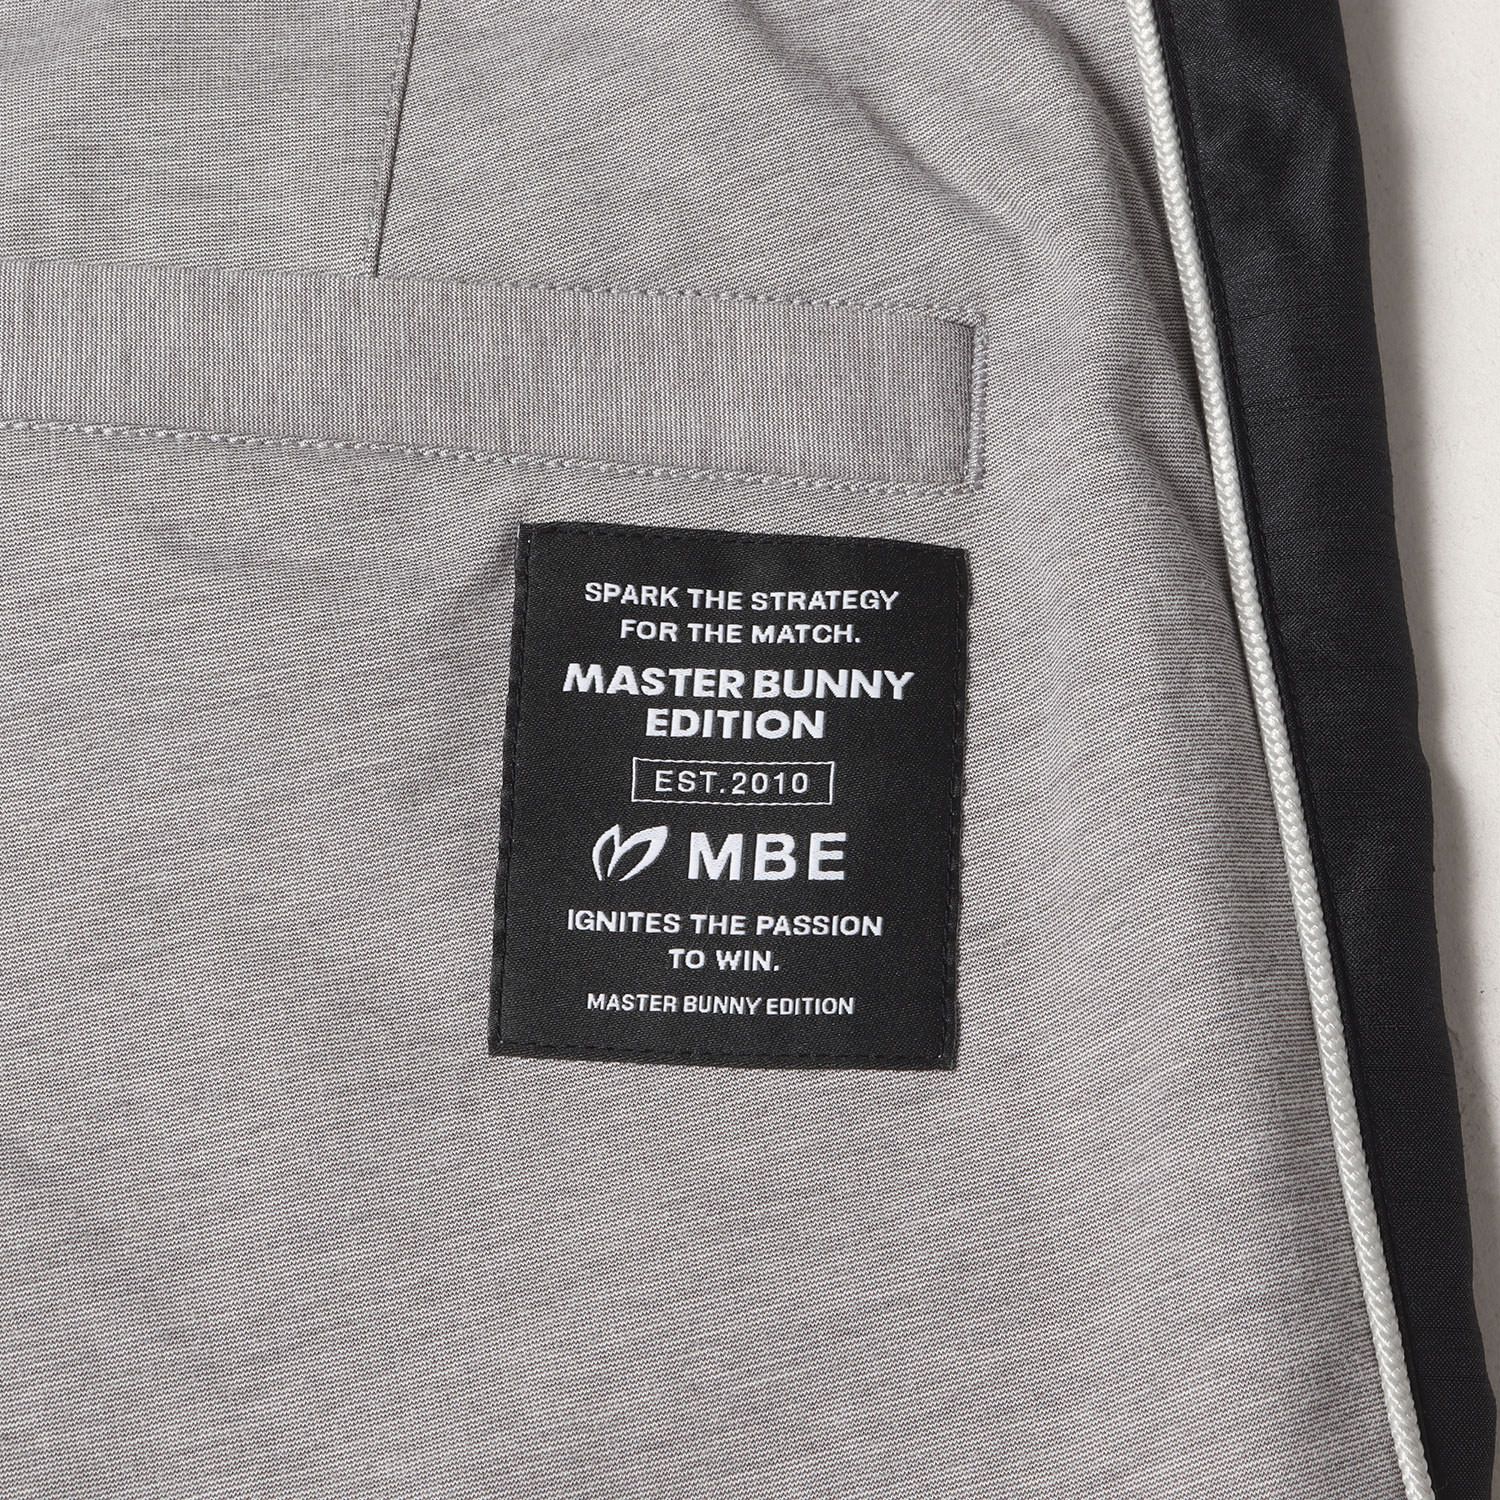 SPARK THE STRATEGY
FOR THE MATCH.
MASTER BUNNY
EDITION
EST.2010
MBE
IGNITES THE PASSION
TO WIN.
MASTER BUNNY EDITION